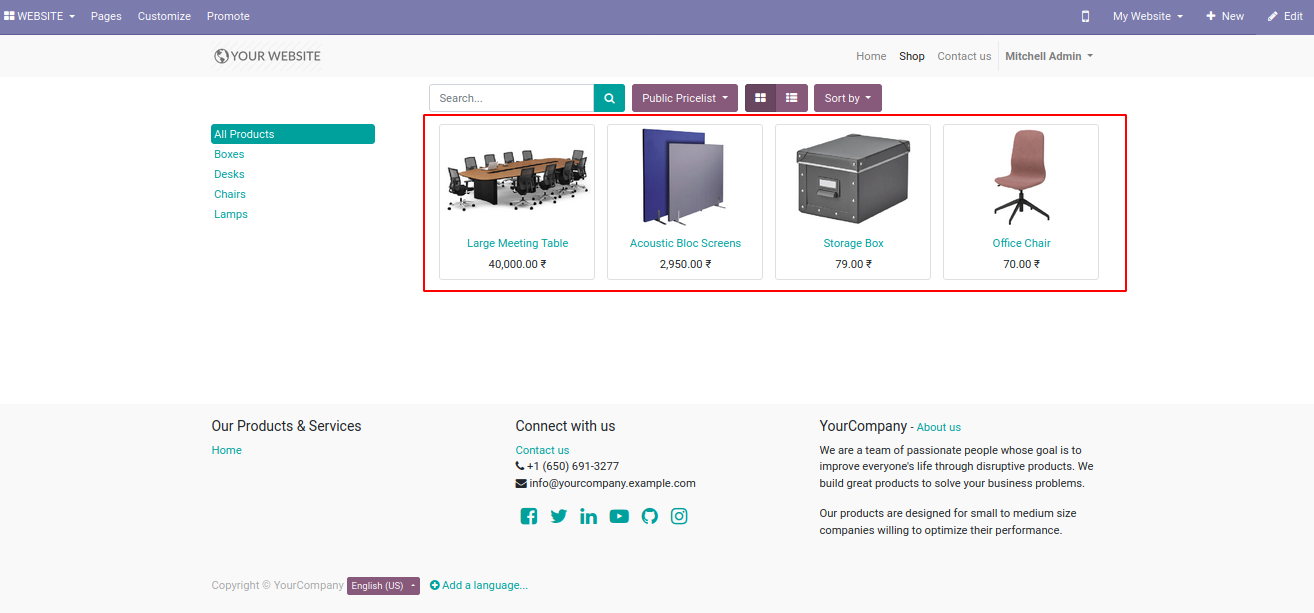 WEBSITE Pages Customize Promote My Website New Edit
YOUR WEBSITE Home Shop Contact us Mitchell Admin
Search... Public Pricelist Sort by
All Products
Boxes
Desks
Chairs
Lamps
Large Meeting Table
40,000.00 ₹
Acoustic Bloc Screens
2,950.00 ₹
Storage Box
79.00 ₹
Office Chair
70.00 ₹
Our Products & Services
Home
Connect with us
Contact us
+1 (650) 691-3277
info@yourcompany.example.com
YourCompany - About us
We are a team of passionate people whose goal is to
improve everyone's life through disruptive products. We
build great products to solve your business problems.
Our products are designed for small to medium size
companies willing to optimize their performance.
Copyright © YourCompany English (US) Add a language...